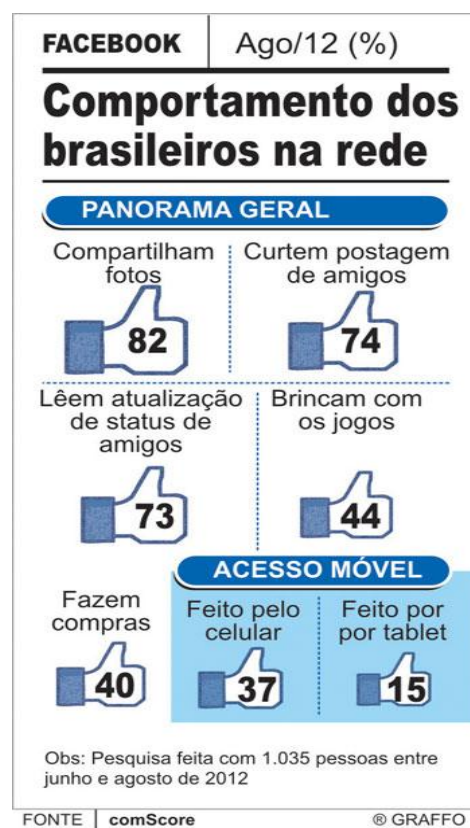 FACEBOOK
Ago/12 (%)
Comportamento dos
brasileiros na rede
PANORAMA GERAL
Compartilham
fotos
82
Curtem postagem
de amigos
74
Lêem atualização
de status de
amigos
73
Brincam com
os jogos
44
Fazem
compras
40
ACESSO MÓVEL
Feito pelo
celular
37
Feito por
por tablet
15
Obs: Pesquisa feita com 1.035 pessoas entre
junho e agosto de 2012
FONTE comScore
® GRAFFO